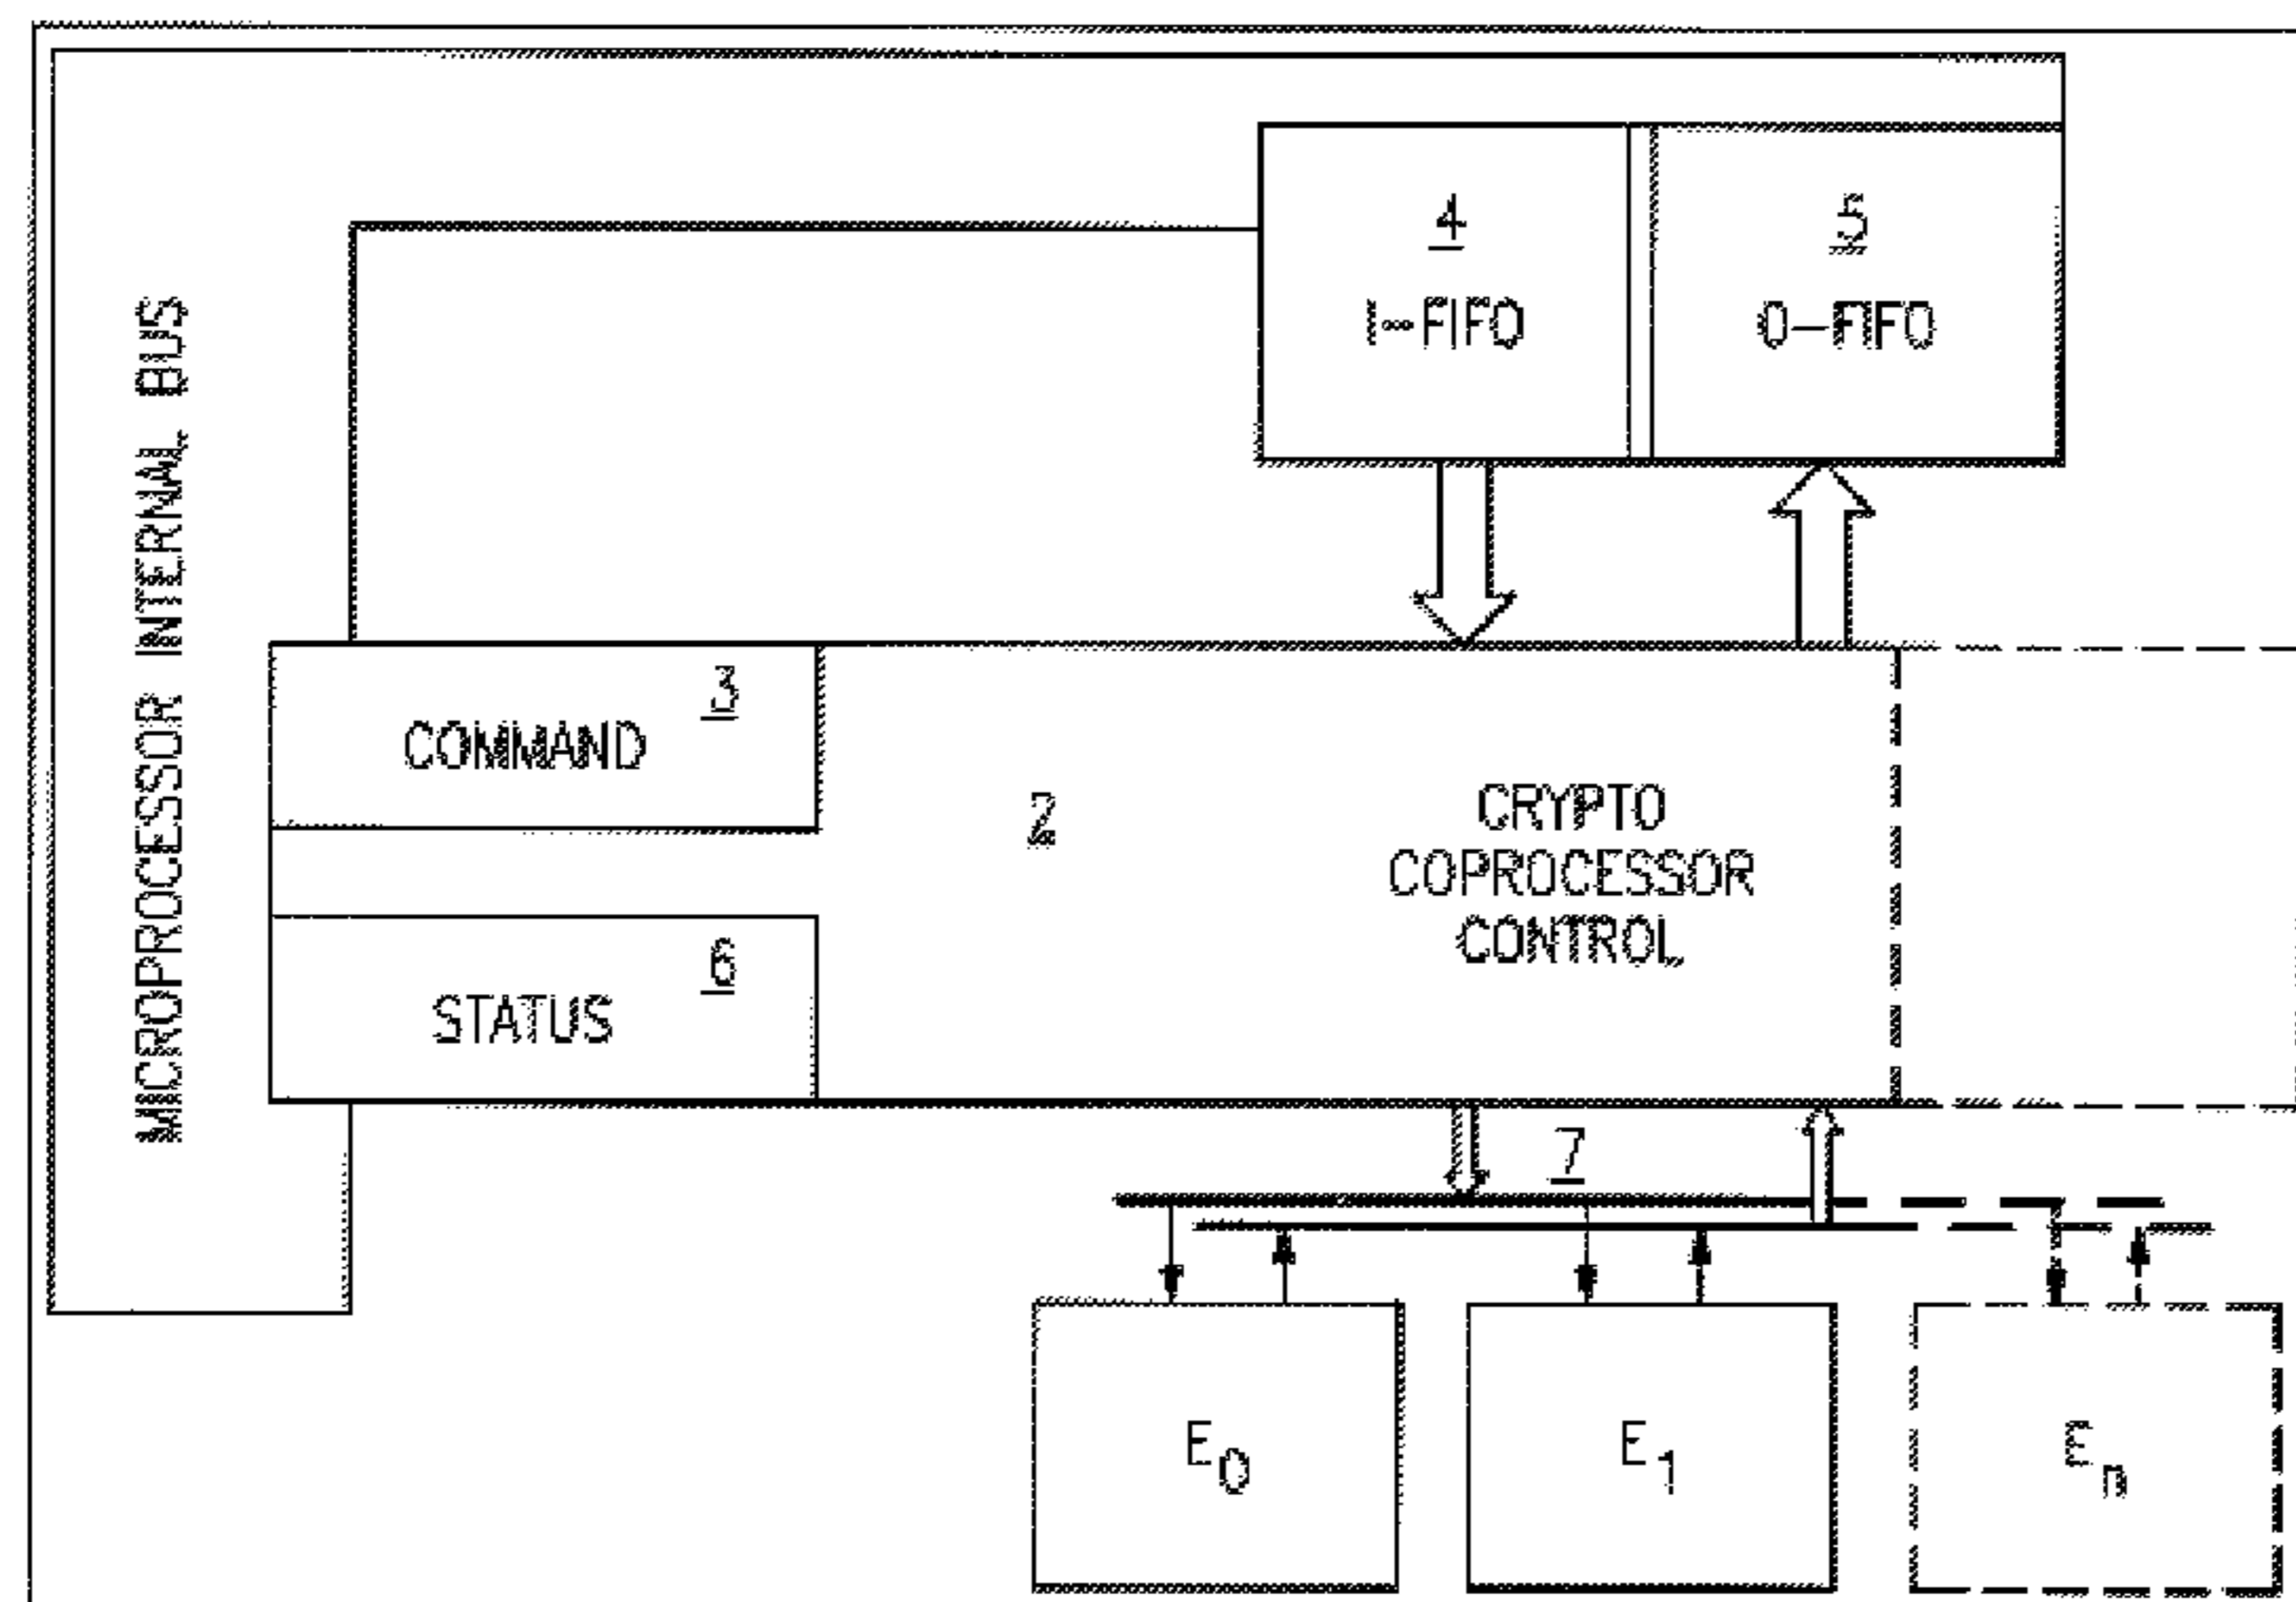 MICROPROCESSOR INTERNAL BUS
4
I-FIFO
5
O-FIFO
3
COMMAND
2
CRYPTO
COPROCESSOR
CONTROL
6
STATUS
7
E0
E1
En